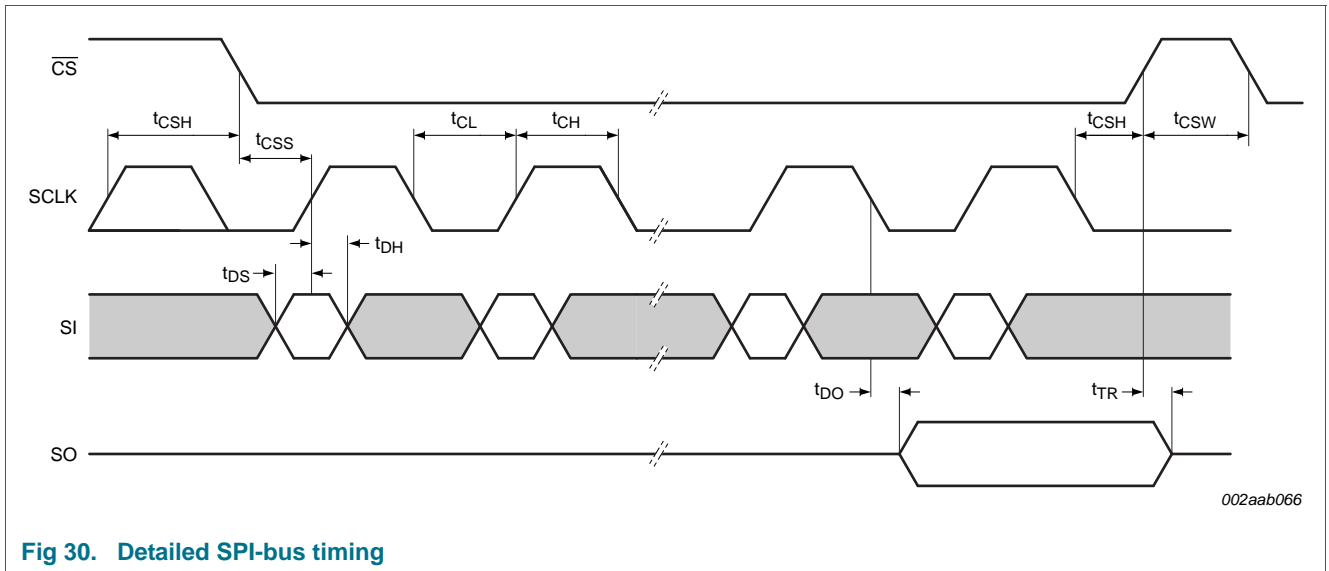 CS
tCSH
tCSS
tCL
tCH
tCSH
tCSW
SCLK
tDH
tDS
SI
tDO
tTR
SO
002aab066
Fig 30. Detailed SPI-bus timing